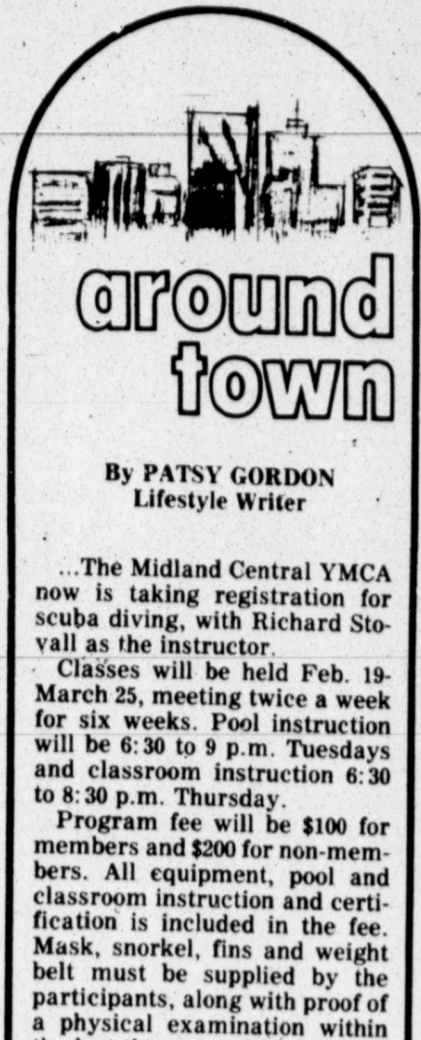 around
town
By PATSY GORDON
Lifestyle Writer
...The Midland Central YMCA
now is taking registration for
scuba diving, with Richard Sto-
vall as the instructor.
Classes will be held Feb. 19-
March 25, meeting twice a week
for six weeks. Pool instruction
will be 6:30 to 9 p.m. Tuesdays
and classroom instruction 6:30
to 8:30 p.m. Thursday.
Program fee will be $100 for
members and $200 for non-mem-
bers. All equipment, pool and
classroom instruction and certi-
fication is included in the fee.
Mask, snorkel, fins and weight
belt must be supplied by the
participants, along with proof of
a physical examination within